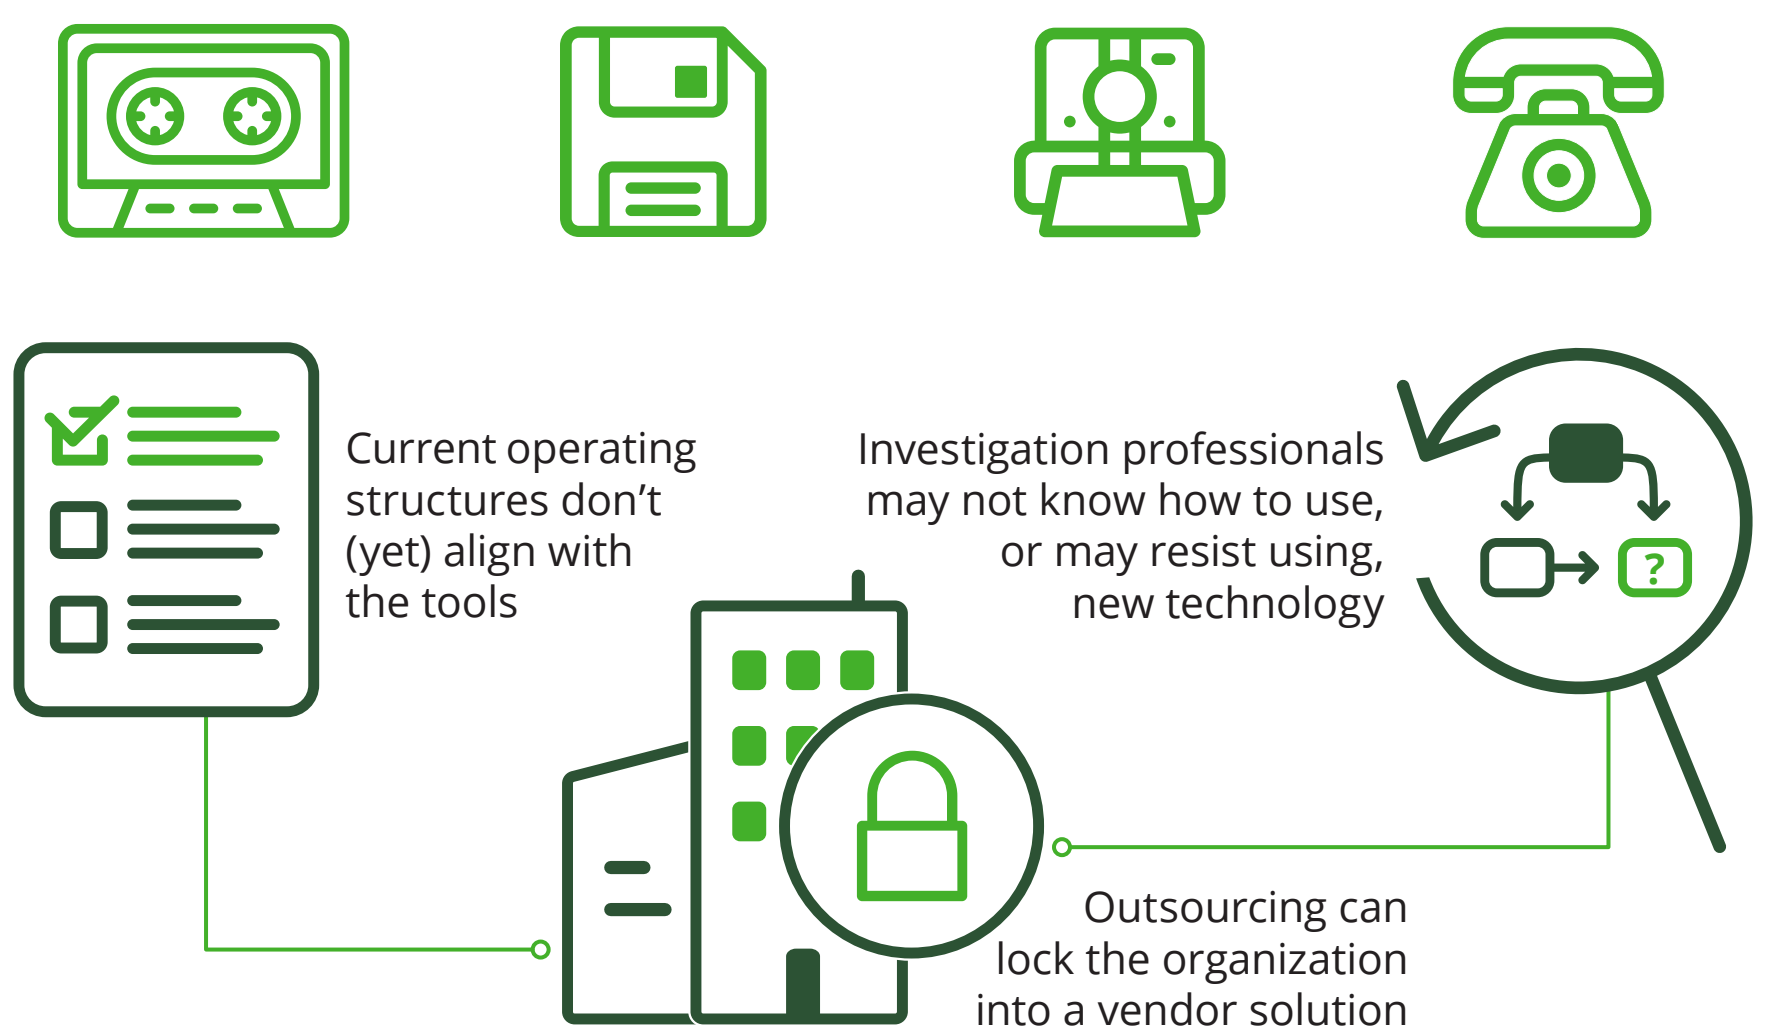 Current operating
structures don’t
(yet) align with
the tools
Investigation professionals
may not know how to use,
or may resist using,
new technology
?
Outsourcing can
lock the organization
into a vendor solution